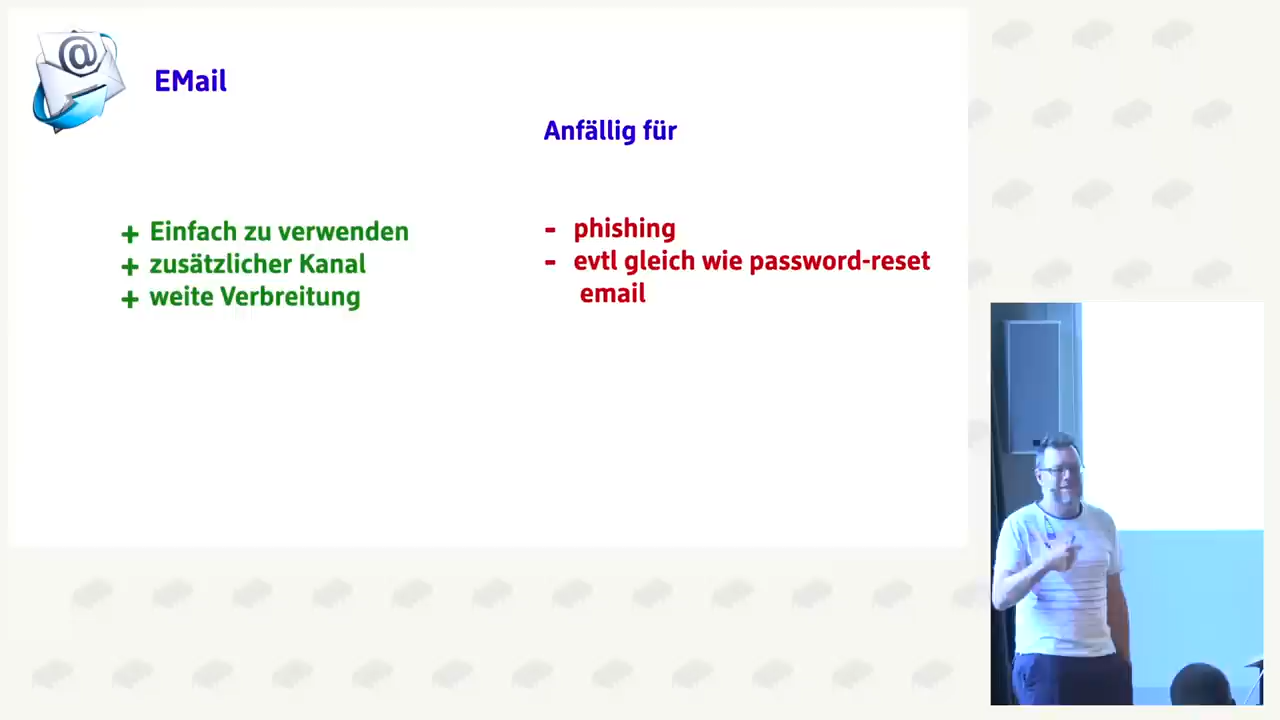 @
EMail
Anfällig für
+ Einfach zu verwenden
+ zusätzlicher Kanal
+ weite Verbreitung
- phishing
- evtl gleich wie password-reset
email